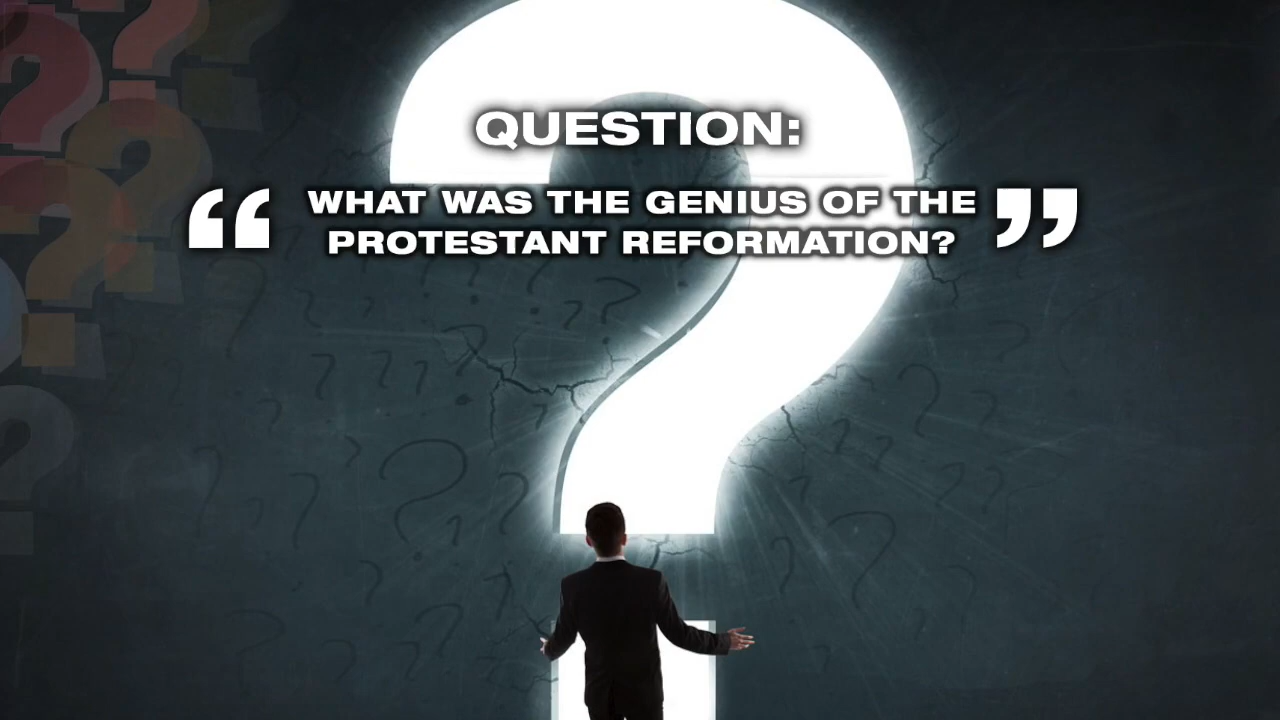 QUESTION:
“ WHAT WAS THE GENIUS OF THE ”
PROTESTANT REFORMATION?